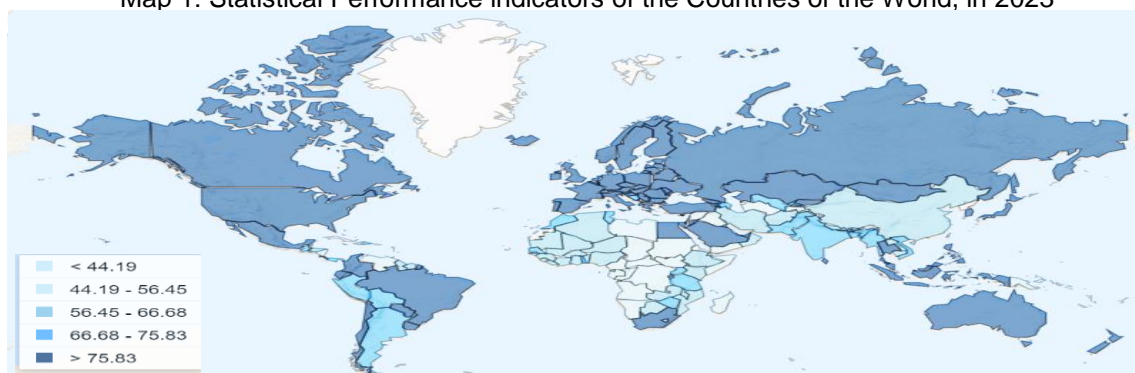 Map 1: Statistical Performance Indicators of the Countries of the World, in 2023
< 44.19
44.19 - 56.45
56.45 - 66.68
66.68 - 75.83
> 75.83